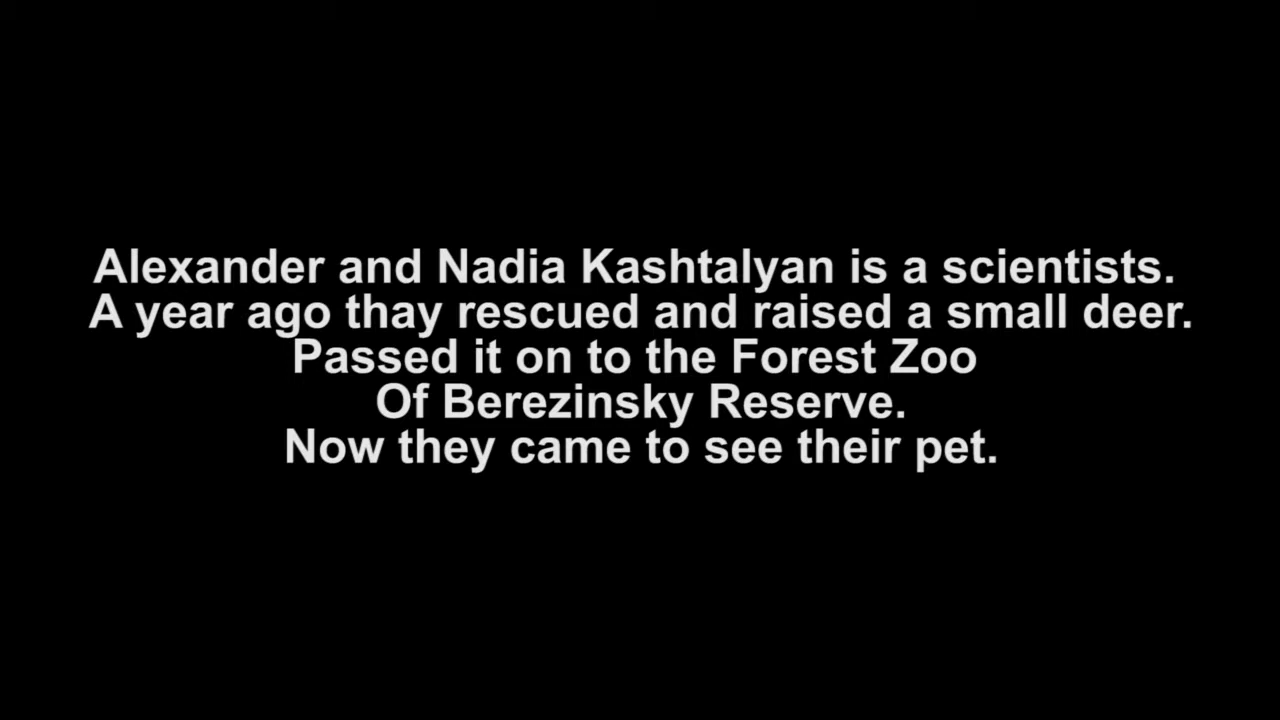 Alexander and Nadia Kashtalyan is a scientists.
A year ago thay rescued and raised a small deer.
Passed it on to the Forest Zoo
Of Berezinsky Reserve.
Now they came to see their pet.